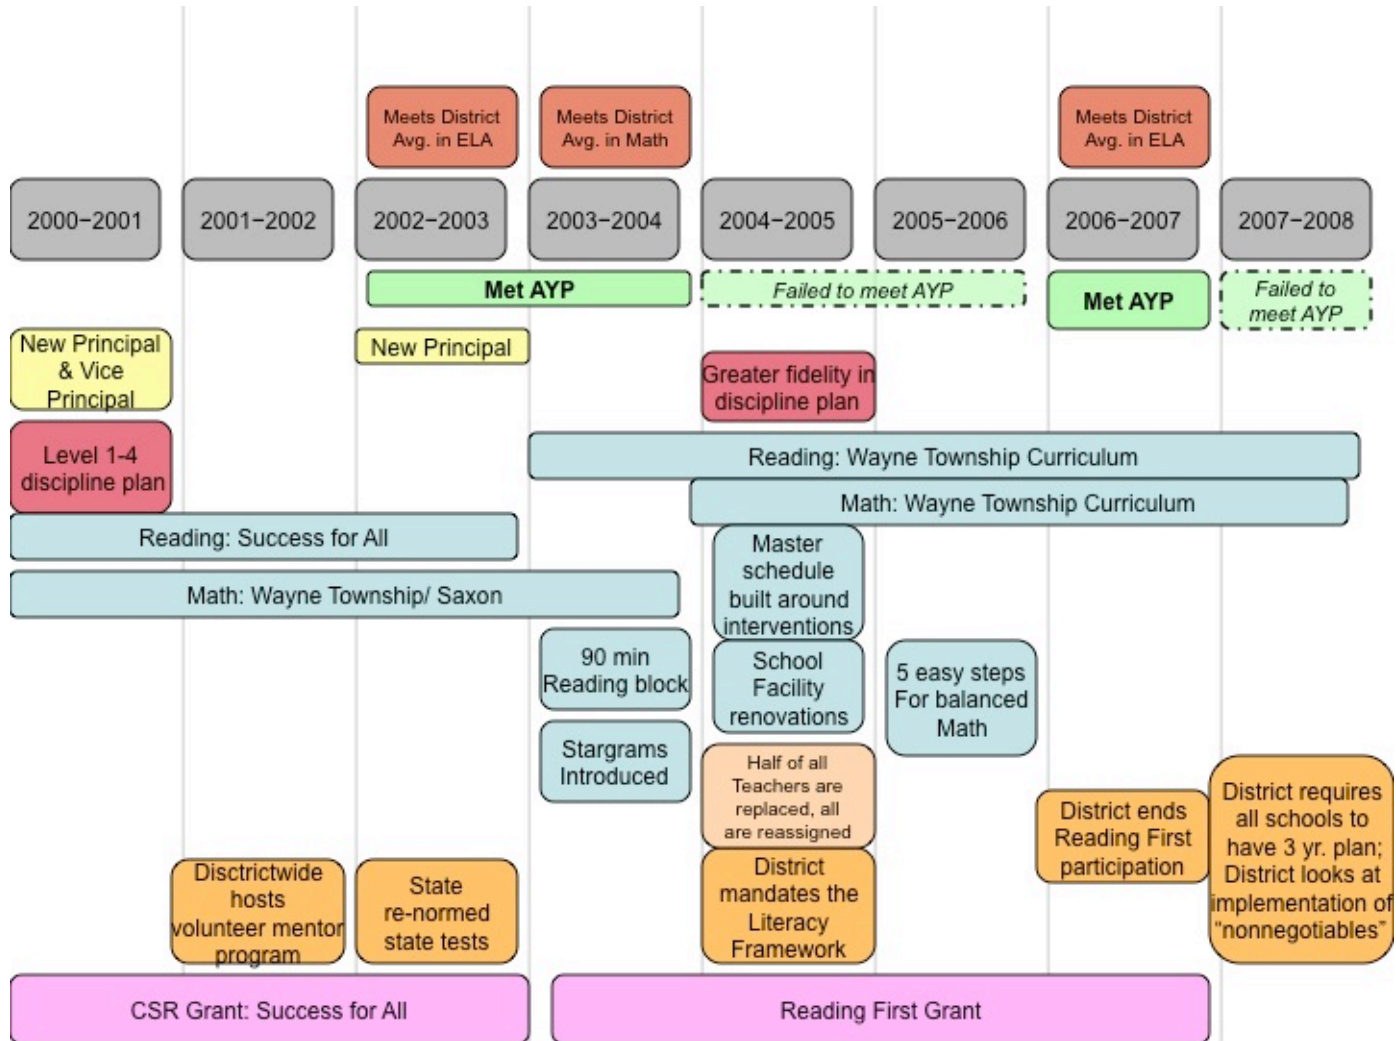 Meets District
Avg. in ELA
Meets District
Avg. in Math
Meets District
Avg. in ELA
2000–2001
2001–2002
2002–2003
2003–2004
2004–2005
2005–2006
2006–2007
2007–2008
Met AYP
Failed to meet AYP
Met AYP
Failed to
meet AYP
New Principal
& Vice
Principal
New Principal
Greater fidelity in
discipline plan
Level 1-4
discipline plan
Reading: Wayne Township Curriculum
Math: Wayne Township Curriculum
Reading: Success for All
Math: Wayne Township/ Saxon
Master
schedule
built around
interventions
90 min
Reading block
School
Facility
renovations
5 easy steps
For balanced
Math
Stargrams
Introduced
Half of all
Teachers are
replaced, all
are reassigned
District ends
Reading First
participation
District requires
all schools to
have 3 yr. plan;
District looks at
implementation of
"nonnegotiables"
Disctrictwide
hosts
volunteer mentor
program
State
re-normed
state tests
District
mandates the
Literacy
Framework
CSR Grant: Success for All
Reading First Grant